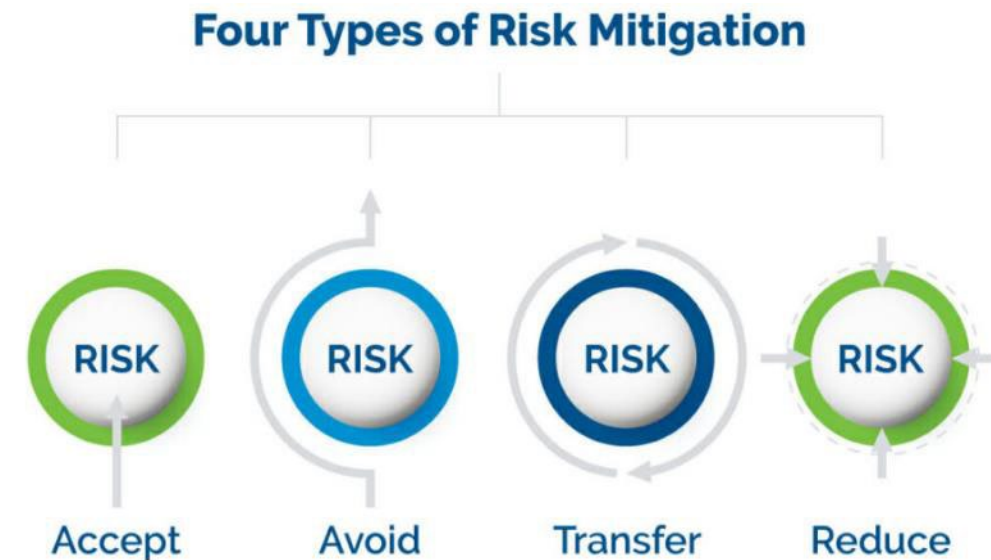 Four Types of Risk Mitigation
RISK
RISK
RISK
RISK
Accept
Avoid
Transfer
Reduce